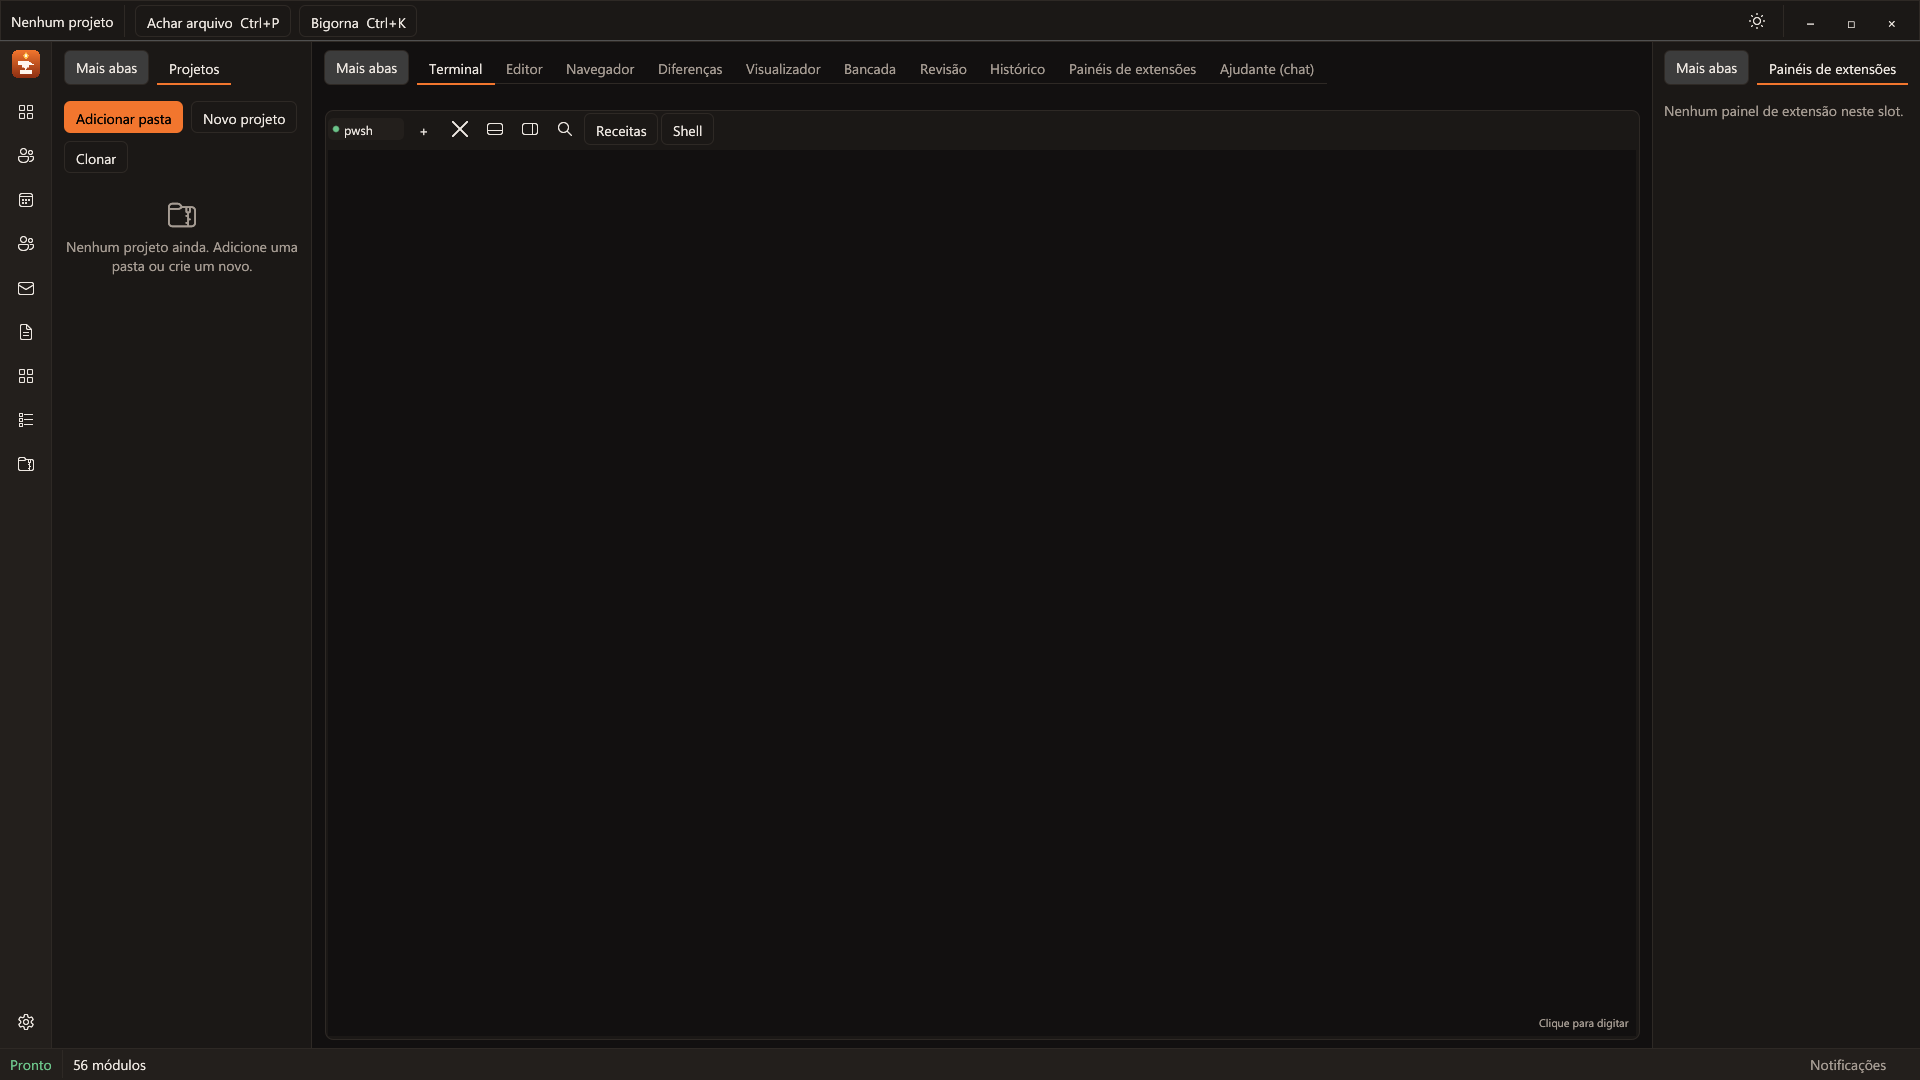 Nenhum projeto
Achar arquivo Ctrl+P
Bigorna Ctrl+K
Mais abas
Projetos
Adicionar pasta
Novo projeto
Clonar
Nenhum projeto ainda. Adicione uma
pasta ou crie um novo.
Mais abas
Terminal
Editor
Navegador
Diferenças
Visualizador
Bancada
Revisão
Histórico
Painéis de extensões
Ajudante (chat)
pwsh
+
Receitas
Shell
Clique para digitar
Mais abas
Painéis de extensões
Nenhum painel de extensão neste slot.
Pronto
56 módulos
Notificações